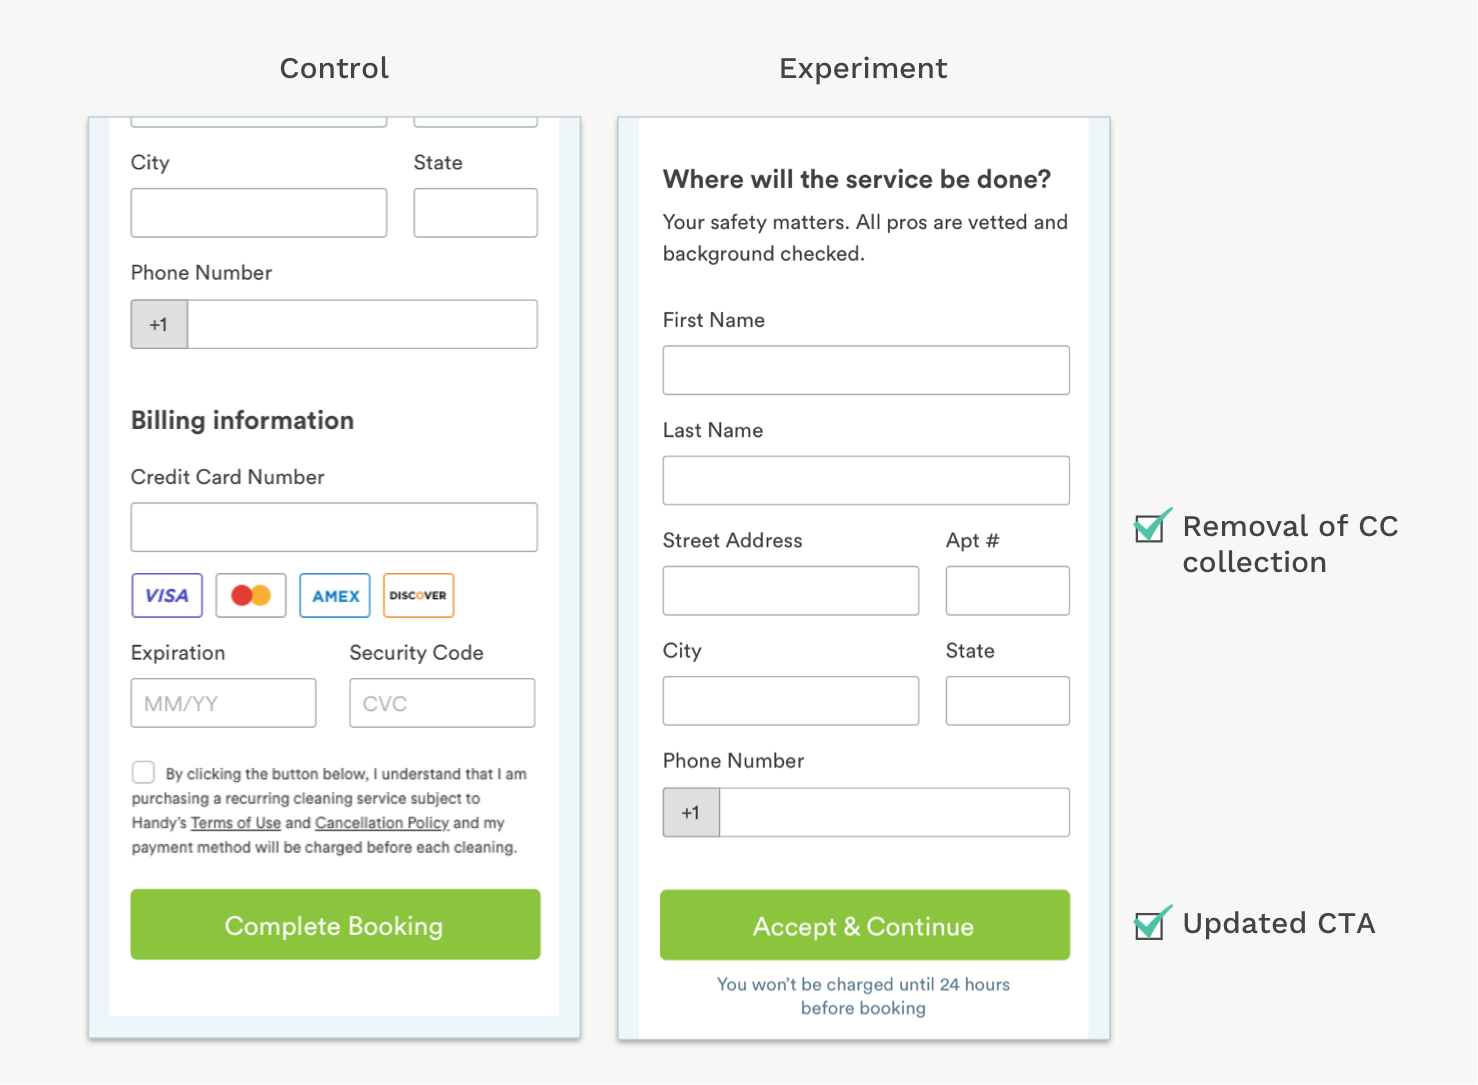 Control
City
State
Phone Number
+1
Billing information
Credit Card Number
VISA
AMEX
DISCOVER
Expiration
Security Code
MM/YY
CVC
By clicking the button below, I understand that I am
purchasing a recurring cleaning service subject to
Handy's Terms of Use and Cancellation Policy and my
payment method will be charged before each cleaning.
Complete Booking
Experiment
Where will the service be done?
Your safety matters. All pros are vetted and
background checked.
First Name
Last Name
Street Address
Apt #
City
State
Phone Number
+1
Accept & Continue
You won't be charged until 24 hours
before booking
Removal of CC
collection
Updated CTA